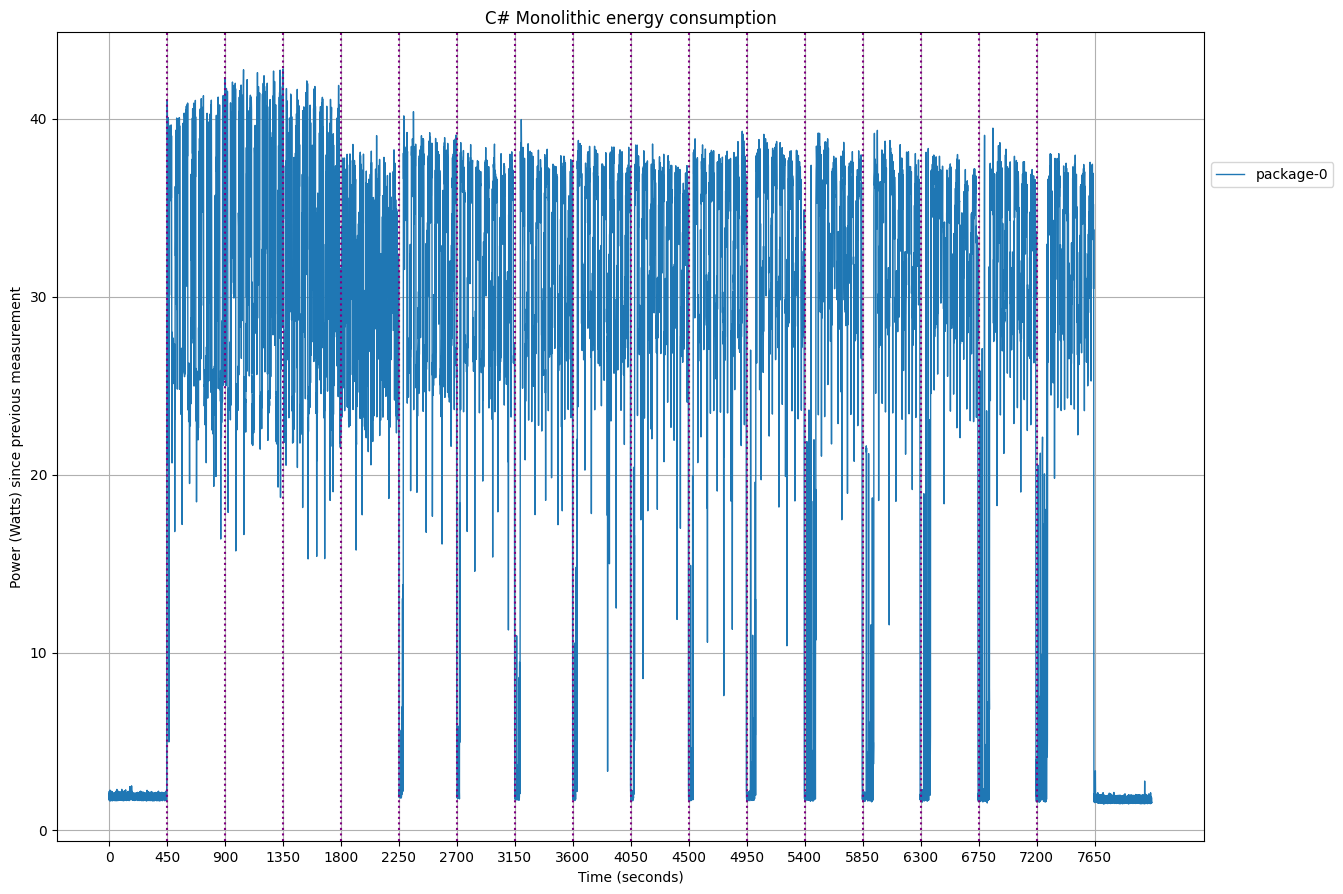 C# Monolithic energy consumption
Power (Watts) since previous measurement
40
30
20
10
0
package-0
0 450 900 1350 1800 2250 2700 3150 3600 4050 4500 4950 5400 5850 6300 6750 7200 7650
Time (seconds)